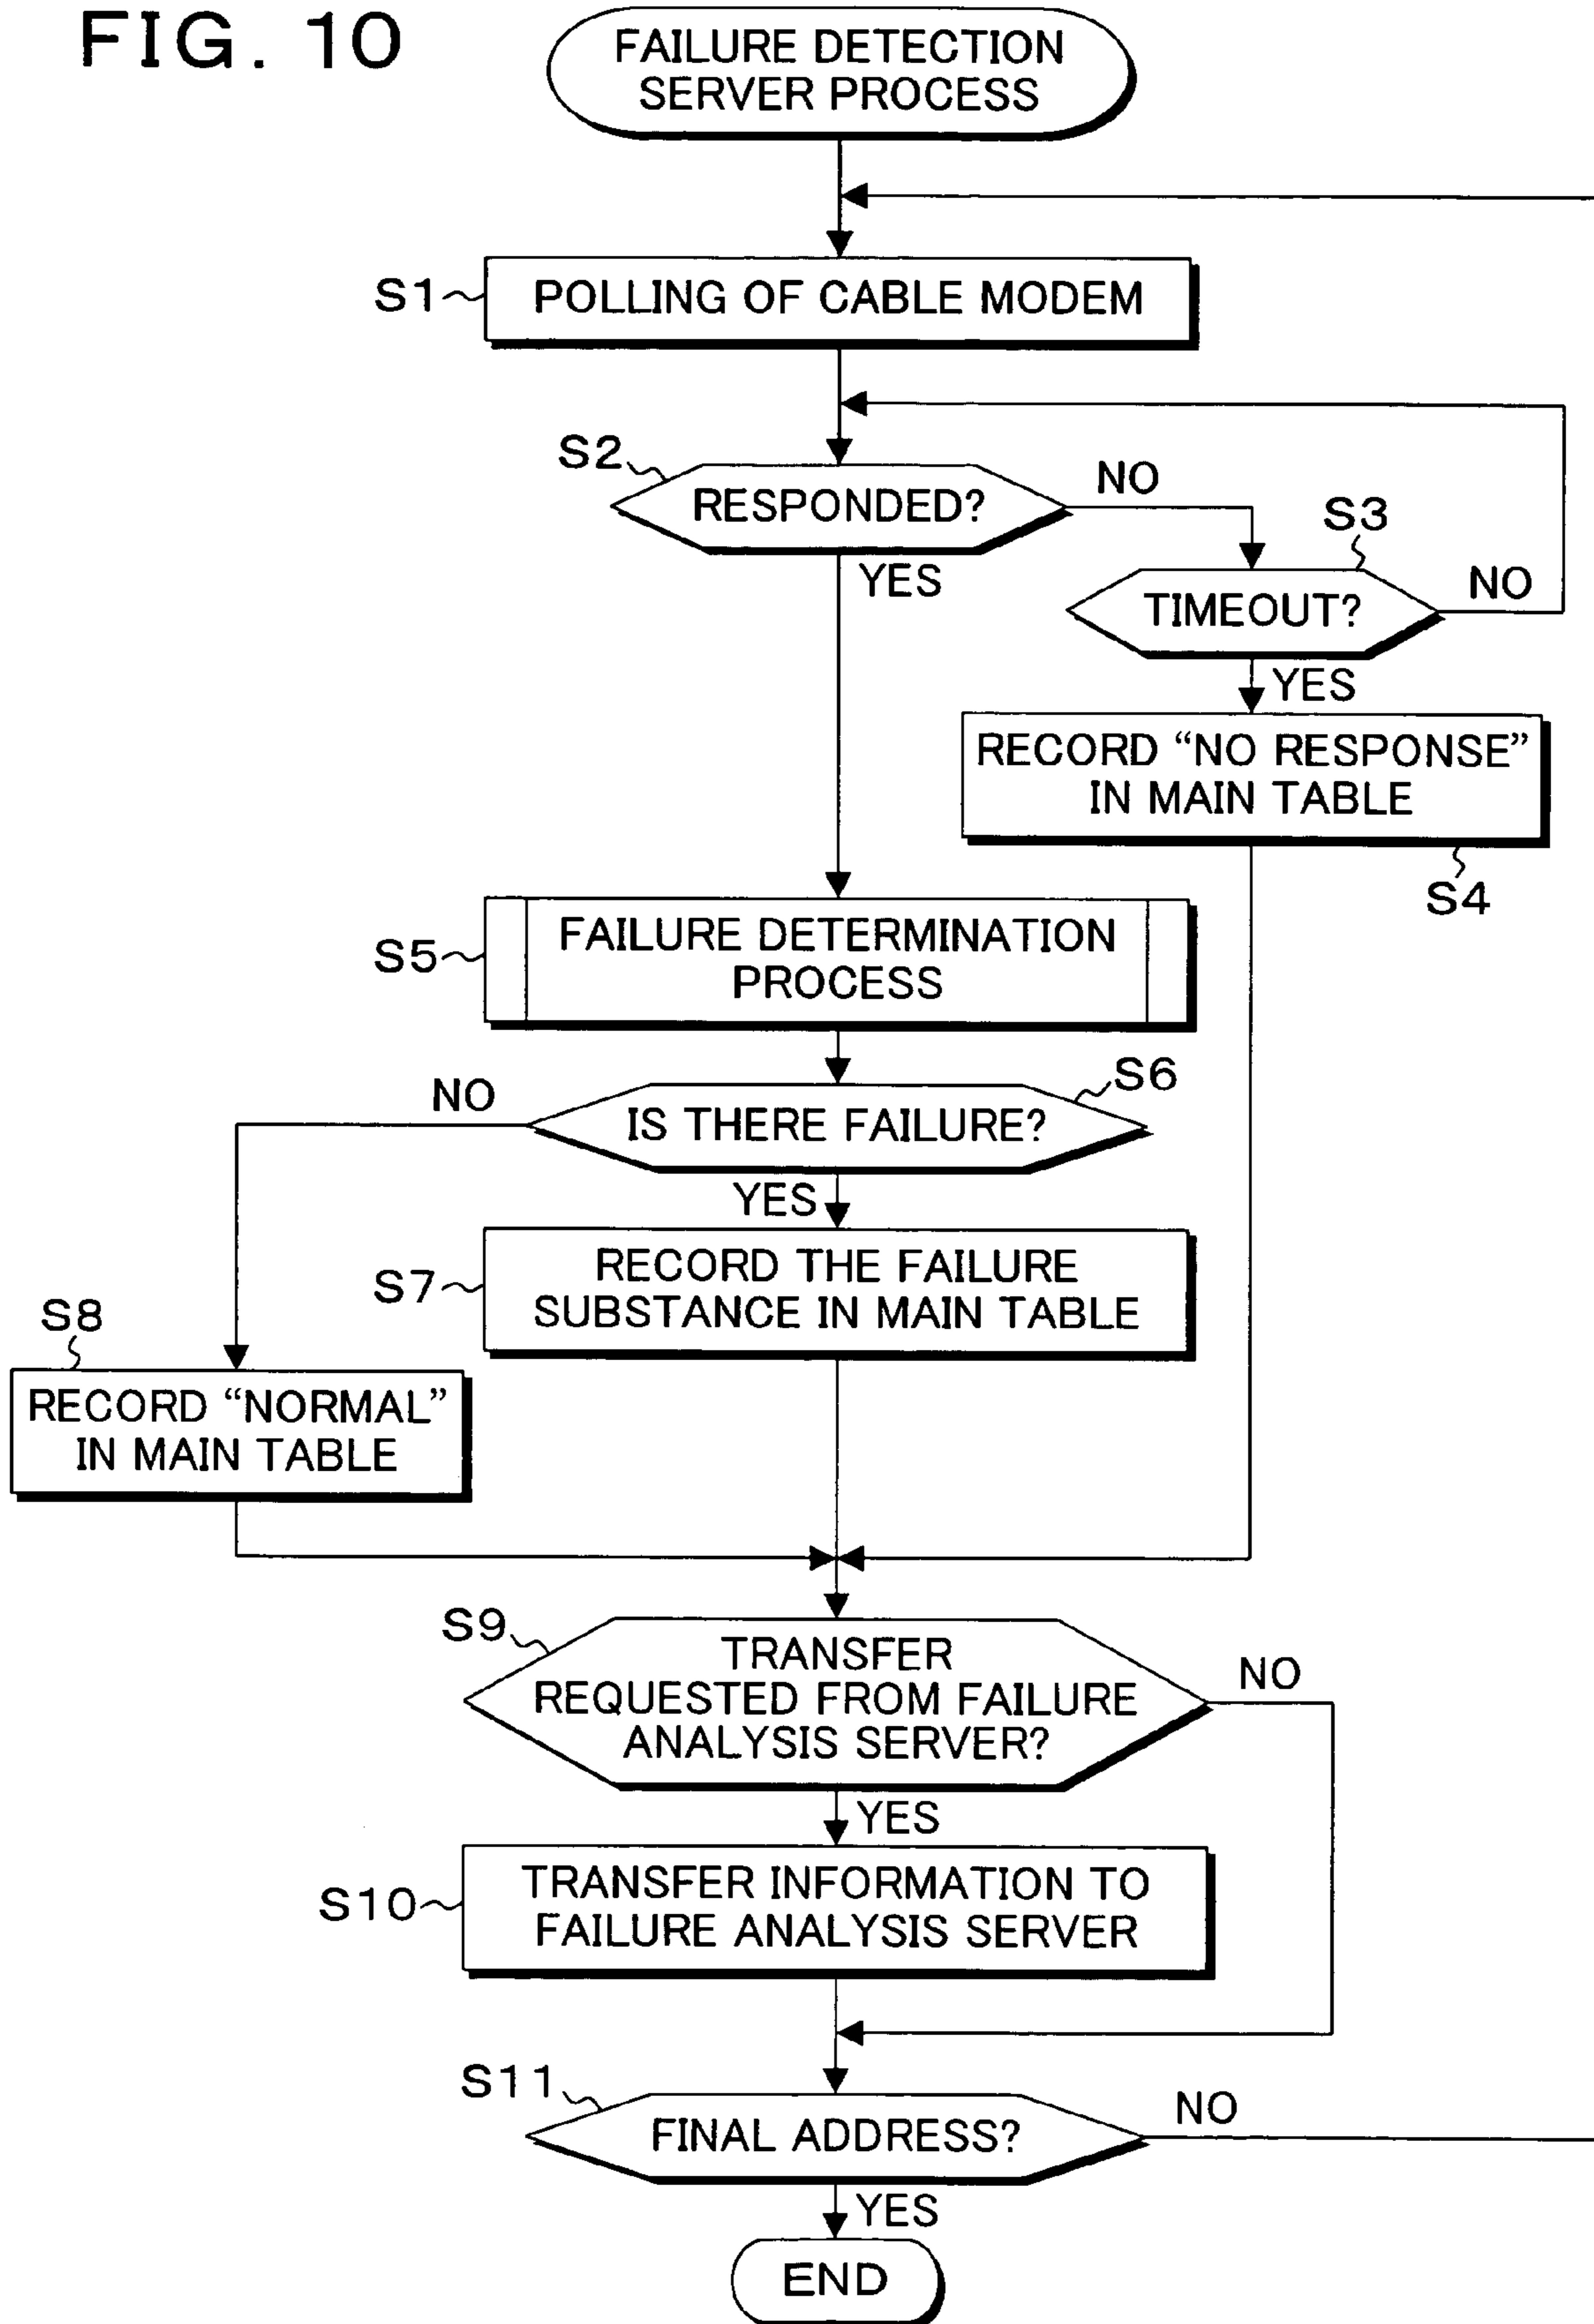 FIG. 10
FAILURE DETECTION
SERVER PROCESS
S1
POLLING OF CABLE MODEM
S2
RESPONDED?
NO
YES
S3
TIMEOUT?
NO
YES
RECORD “NO RESPONSE”
IN MAIN TABLE
S4
S5
FAILURE DETERMINATION
PROCESS
S6
IS THERE FAILURE?
NO
YES
S7
RECORD THE FAILURE
SUBSTANCE IN MAIN TABLE
S8
RECORD “NORMAL”
IN MAIN TABLE
S9
TRANSFER
REQUESTED FROM FAILURE
ANALYSIS SERVER?
NO
YES
S10
TRANSFER INFORMATION TO
FAILURE ANALYSIS SERVER
S11
FINAL ADDRESS?
NO
YES
END